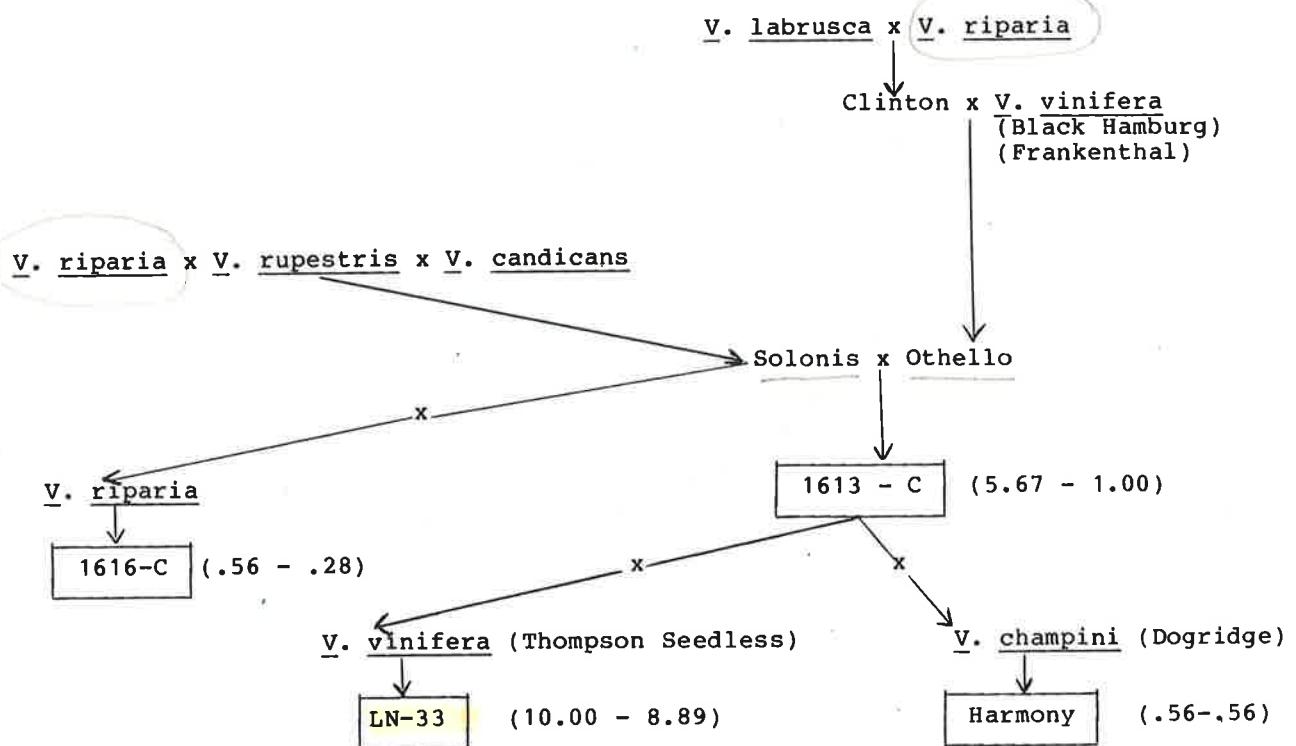 V. labrusca x V. riparia
Clinton x V. vinifera
(Black Hamburg)
(Frankenthal)
V. riparia x V. rupestris x V. candicans
Solonis x Othello
x
V. riparia
1613 - C (5.67 - 1.00)
1616-C (.56 - .28)
x x
V. vinifera (Thompson Seedless) V. champini (Dogridge)
LN-33 (10.00 - 8.89) Harmony (.56-.56)